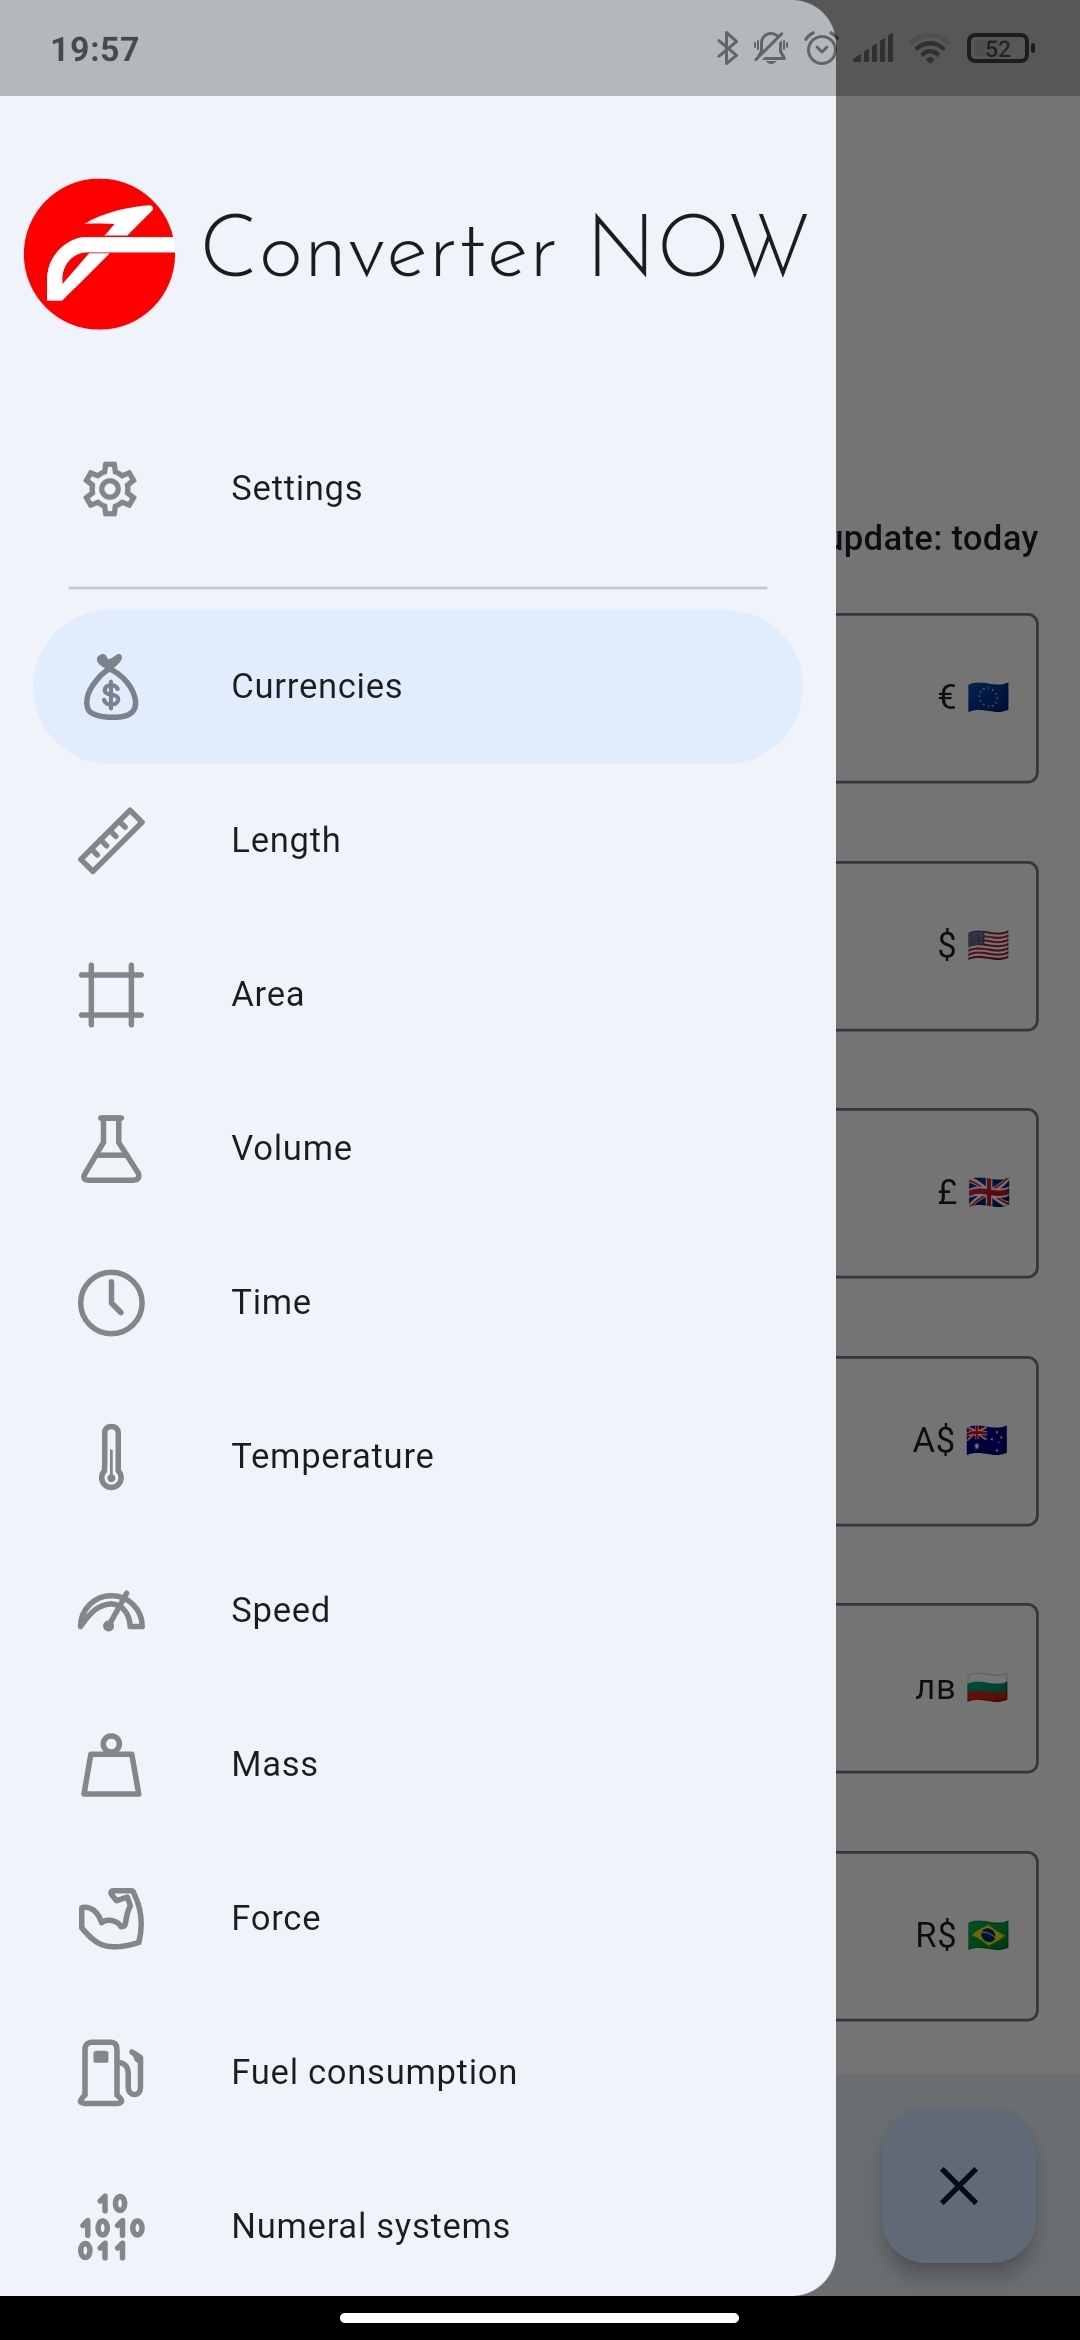 19:57
52
Converter NOW
Settings
update: today
Currencies
€
Length
$
Area
Volume
£
Time
A$
Temperature
Speed
лв
Mass
Force
R$
Fuel consumption
Numeral systems
10
1010
011